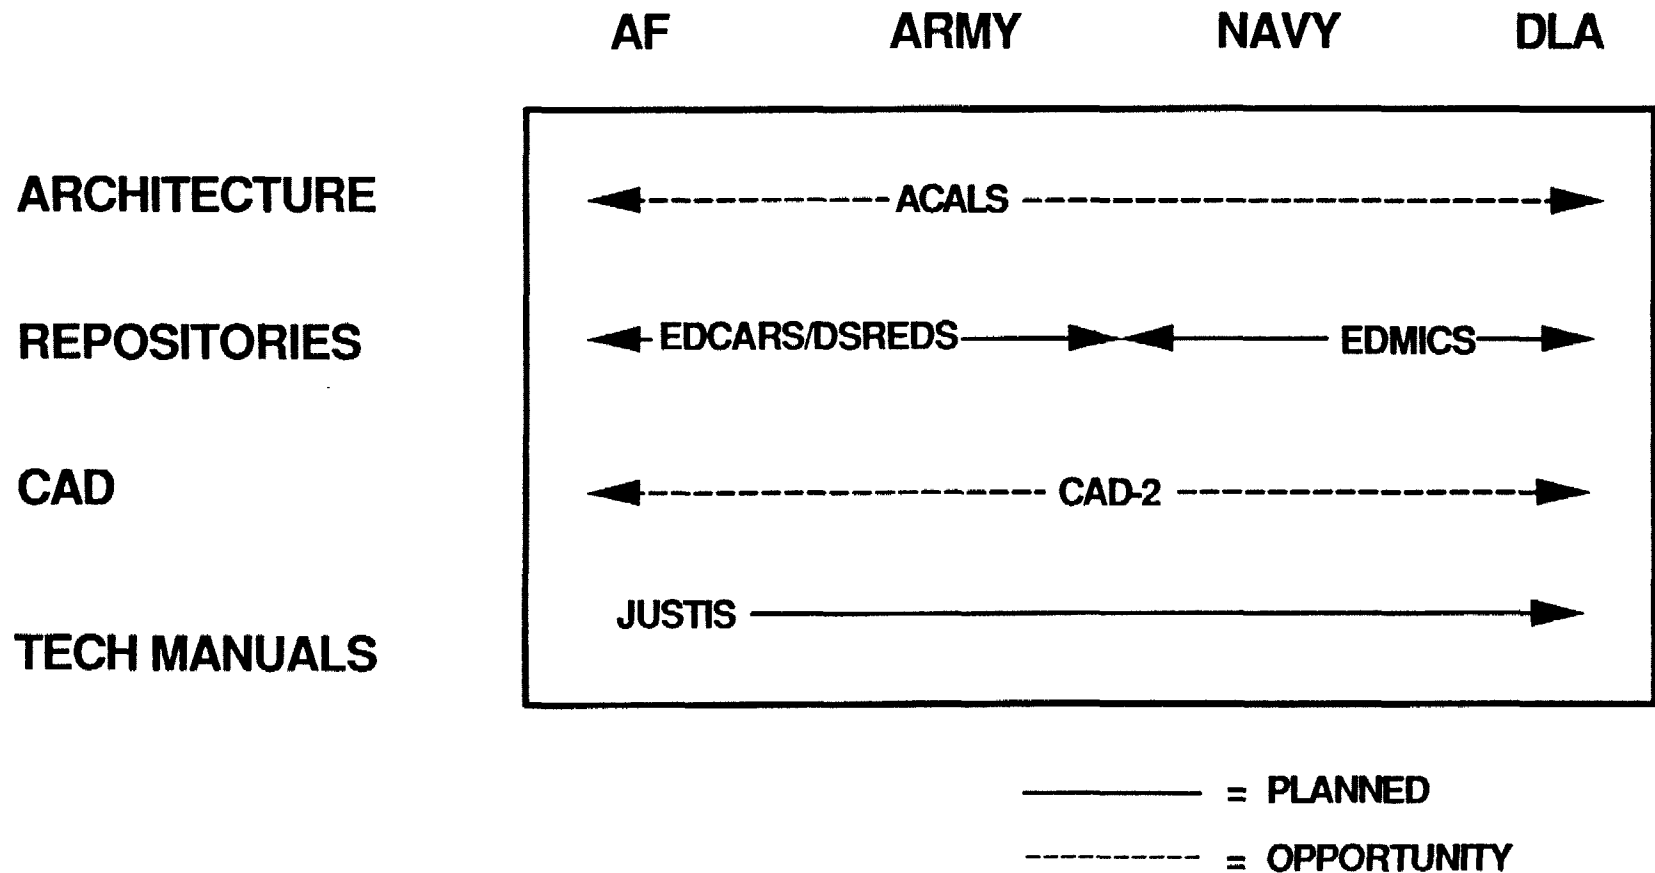 AF ARMY NAVY DLA
ARCHITECTURE ACALS
REPOSITORIES EDCARS/DSREDS EDMICS
CAD CAD-2
JUSTIS
TECH MANUALS
= PLANNED
= OPPORTUNITY